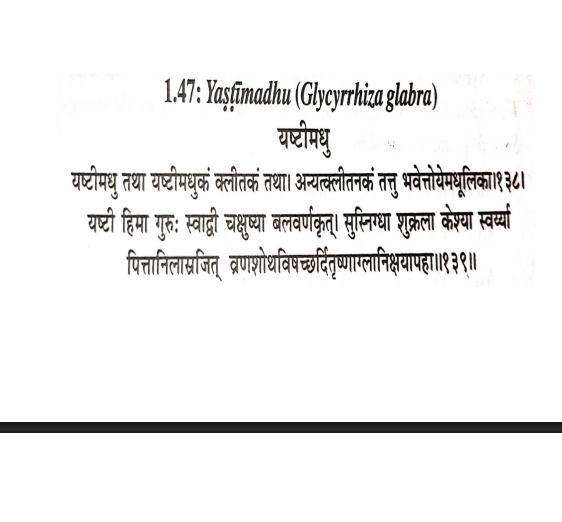 1.47: Yaṣṭīmadhu (Glycyrrhiza glabra)
यष्टीमधु
यष्टीमधु तथा यष्टीमधुकं क्लीतकं तथा। अन्यत्क्लीतनकं तत्तु भवेत्तोयेमधूलिका॥१३८।
यष्टी हिमा गुरुः स्वाद्वी चक्षुष्या बलवर्णकृत्। सुस्निग्धा शुक्रला केश्या स्वर्य्या
पित्तानिलास्रजित् व्रणशोथविषच्छर्दितृष्णाग्लानिक्षयापहा॥१३९॥